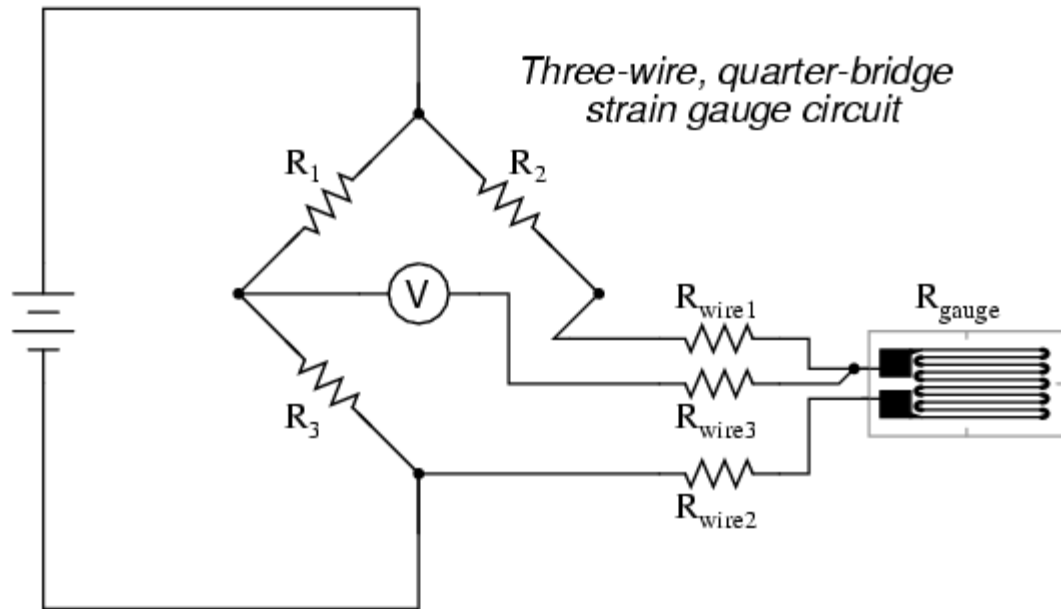 Three-wire, quarter-bridge
strain gauge circuit
R1
R2
V
Rwire1
Rgauge
R3
Rwire3
Rwire2